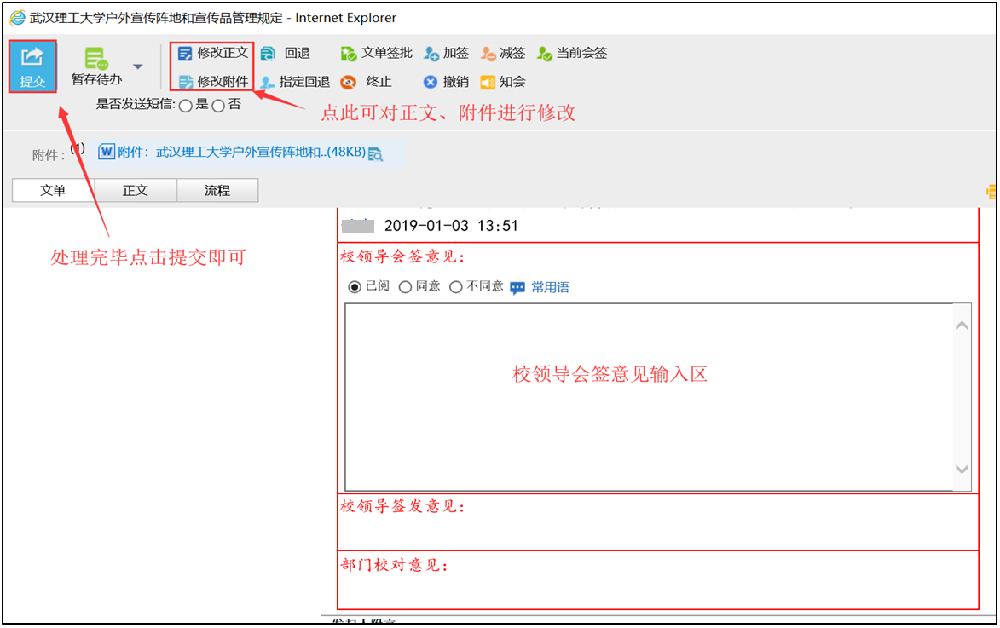 武汉理工大学户外宣传阵地和宣传品管理规定 - Internet Explorer
提交
暂存待办
修改正文 回退 文单签批 加签 减签 当前会签
修改附件 指定回退 终止 撤销 知会
是否发送短信: 是 否
点此可对正文、附件进行修改
附件: (1) 附件: 武汉理工大学户外宣传阵地和..(48KB)
文单 正文 流程
2019-01-03 13:51
处理完毕点击提交即可
校领导会签意见:
已阅 同意 不同意 常用语
校领导会签意见输入区
校领导签发意见:
部门校对意见: